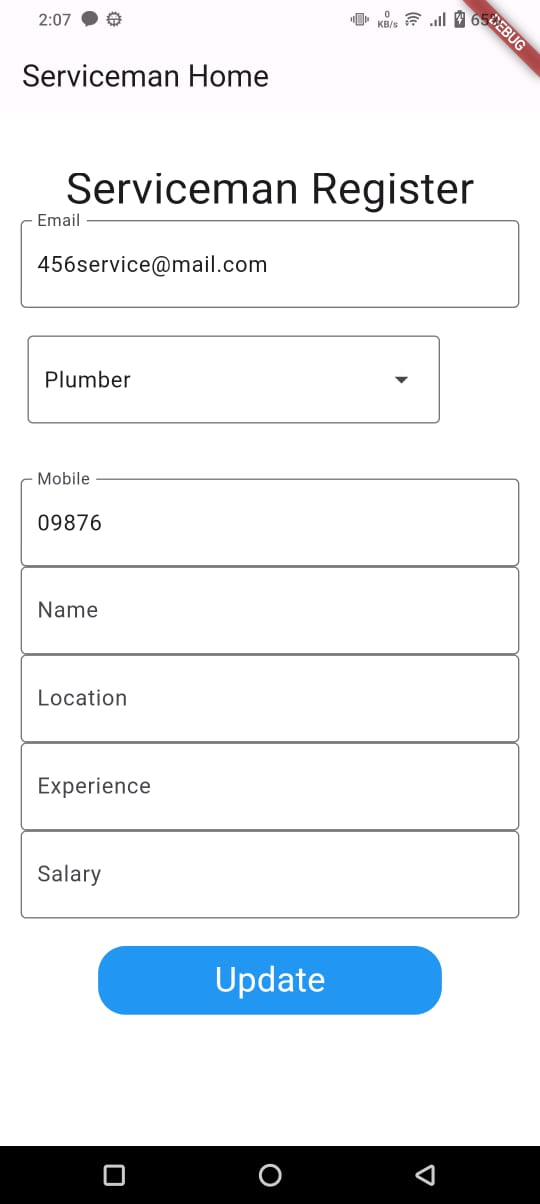 2:07
0
KB/s
DEBUG
Serviceman Home
Serviceman Register
Email
456service@mail.com
Plumber
Mobile
09876
Name
Location
Experience
Salary
Update